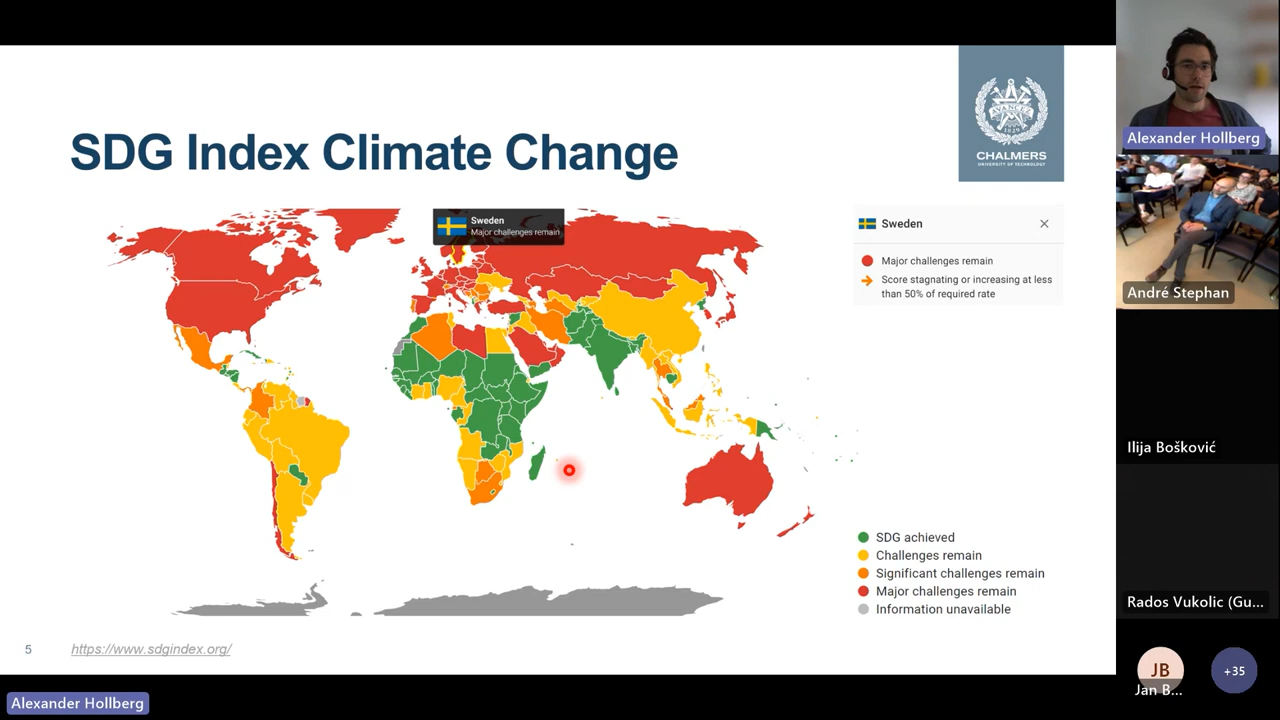 SDG Index Climate Change
AVANCEZ
1829
CHALMERS
UNIVERSITY OF TECHNOLOGY
Sweden
Major challenges remain
Sweden
Major challenges remain
Score stagnating or increasing at less
than 50% of required rate
SDG achieved
Challenges remain
Significant challenges remain
Major challenges remain
Information unavailable
5
https://www.sdgindex.org/
Alexander Hollberg
Alexander Hollberg
André Stephan
Ilija Bošković
Rados Vukolic (Gu...
JB
Jan B...
+35